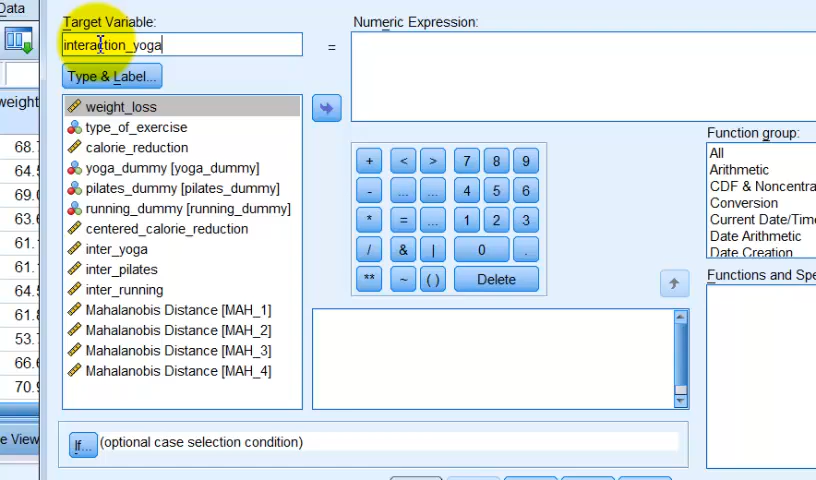 Data
Target Variable:
interaction_yoga
=
Numeric Expression:
Type & Label...
weight
68.7
64.5
69.0
63.6
61.1
61.1
64.5
61.8
53.7
66.6
70.9
weight_loss
type_of_exercise
calorie_reduction
yoga_dummy [yoga_dummy]
pilates_dummy [pilates_dummy]
running_dummy [running_dummy]
centered_calorie_reduction
inter_yoga
inter_pilates
inter_running
Mahalanobis Distance [MAH_1]
Mahalanobis Distance [MAH_2]
Mahalanobis Distance [MAH_3]
Mahalanobis Distance [MAH_4]
+ < > 7 8 9
- ... ... 4 5 6
* = ... 1 2 3
/ & | 0 .
** ~ ( ) Delete
Function group:
All
Arithmetic
CDF & Noncentra
Conversion
Current Date/Time
Date Arithmetic
Date Creation
Functions and Spe
e View
If...
(optional case selection condition)